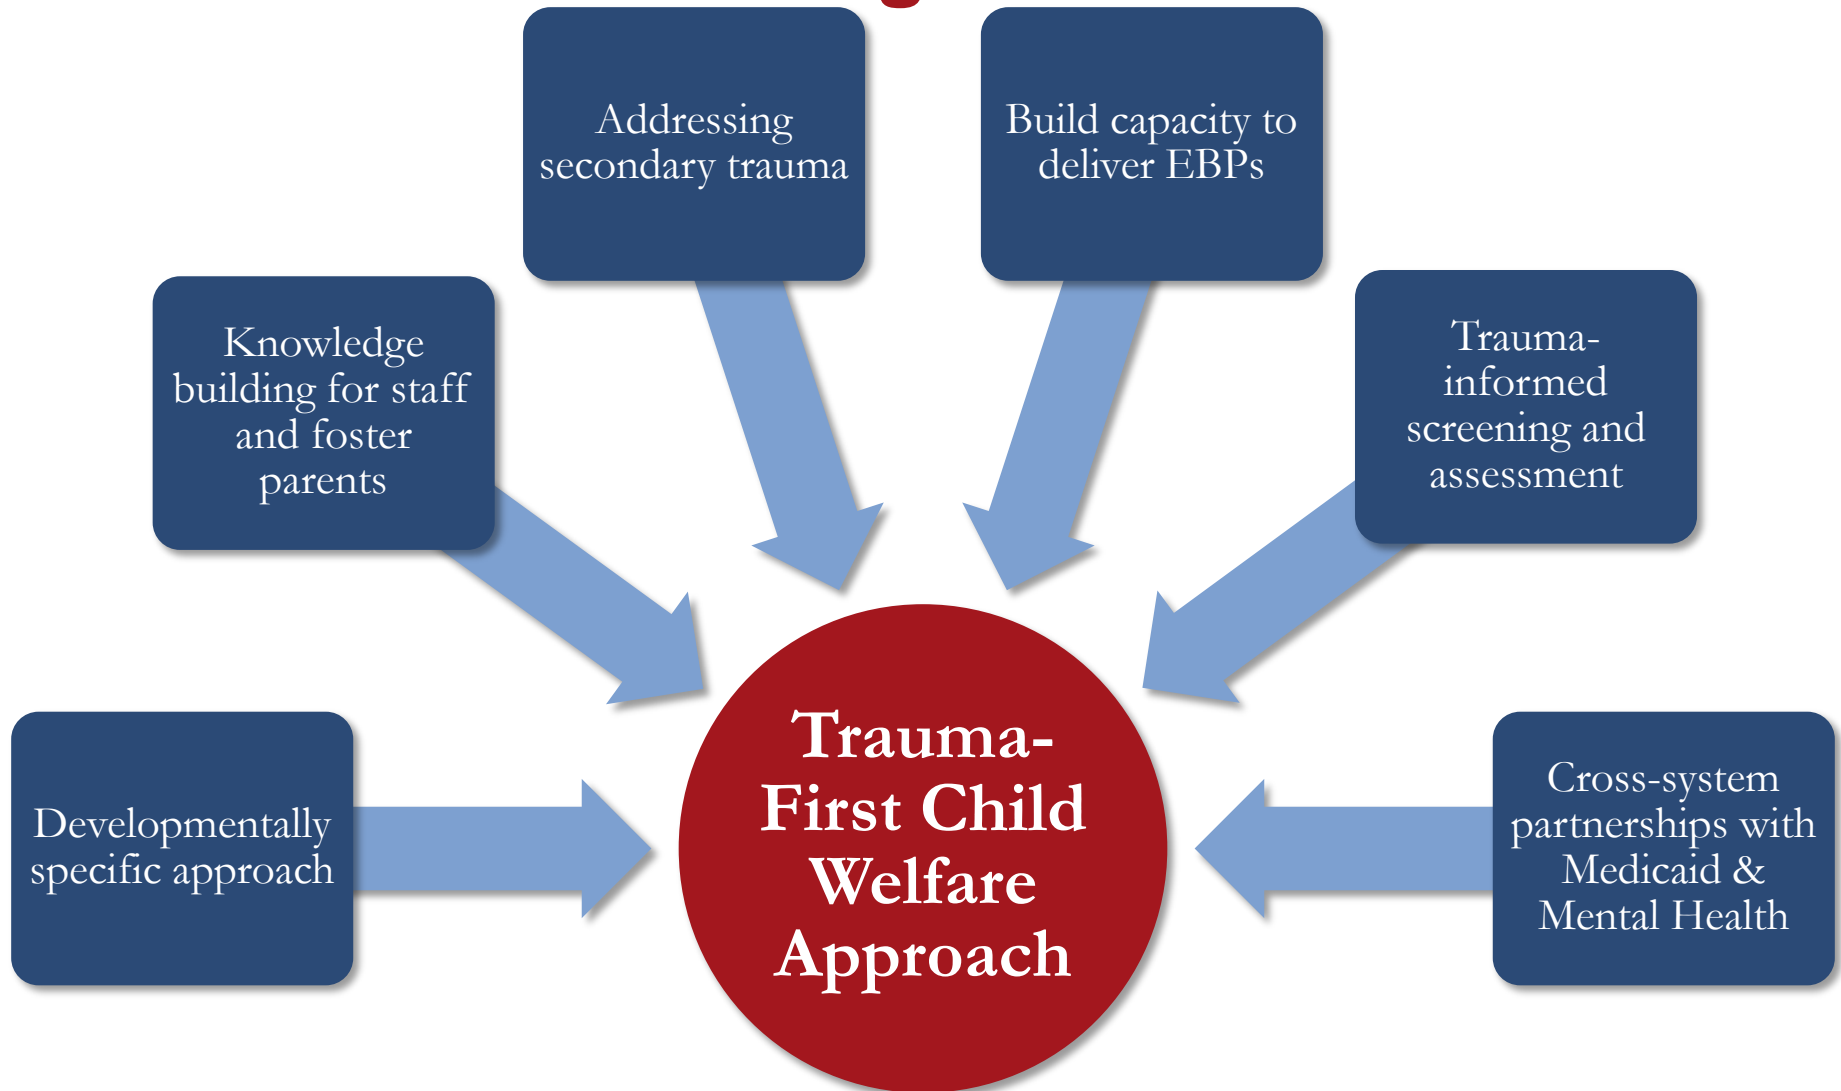 Addressing
secondary trauma
Build capacity to
deliver EBPs
Knowledge
building for staff
and foster
parents
Trauma-
informed
screening and
assessment
Developmentally
specific approach
Trauma-
First Child
Welfare
Approach
Cross-system
partnerships with
Medicaid &
Mental Health